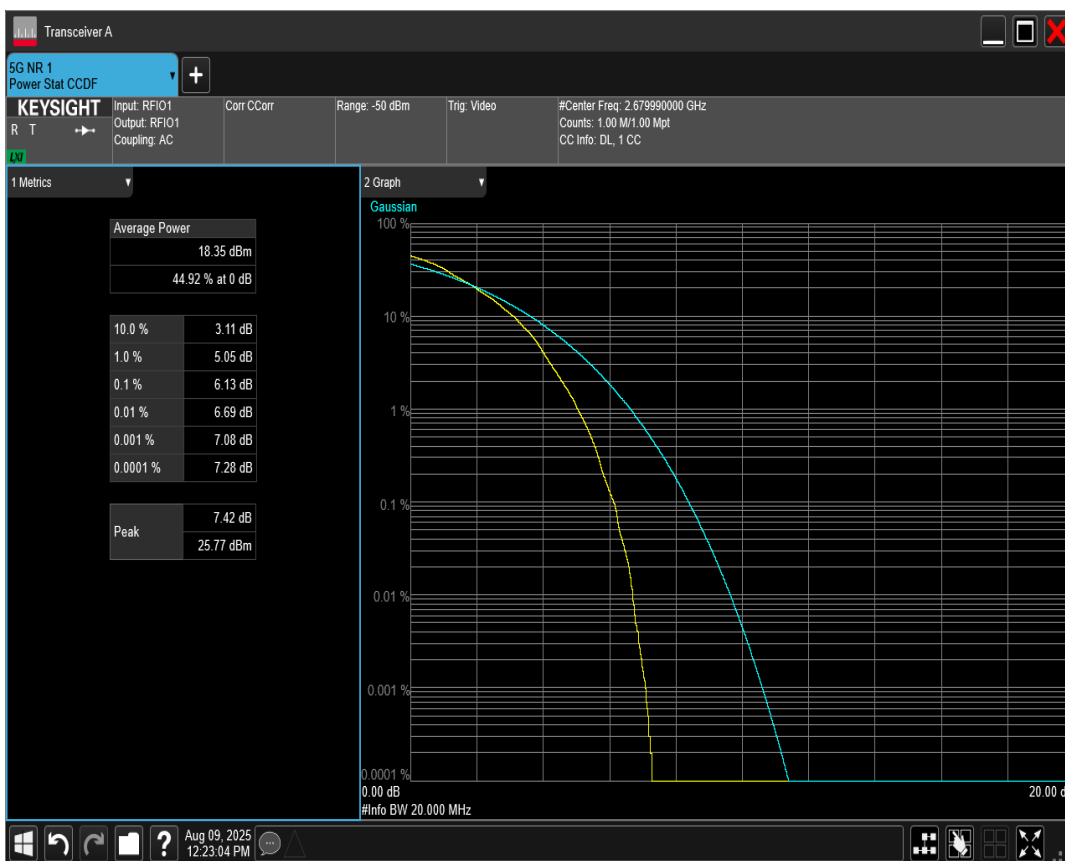 Transceiver A
5G NR 1
Power Stat CCDF
KEYSIGHT
R T
LXI
Input: RFIO1
Output: RFIO1
Coupling: AC
Corr CCorr
Range: -50 dBm
Trig: Video
#Center Freq: 2.679990000 GHz
Counts: 1.00 M/1.00 Mpt
CC Info: DL, 1 CC
1 Metrics
Average Power
18.35 dBm
44.92 % at 0 dB
10.0 % 3.11 dB
1.0 % 5.05 dB
0.1 % 6.13 dB
0.01 % 6.69 dB
0.001 % 7.08 dB
0.0001 % 7.28 dB
Peak 7.42 dB
25.77 dBm
2 Graph
Gaussian
100 %
10 %
1 %
0.1 %
0.01 %
0.001 %
0.0001 %
0.00 dB 20.00 d
#Info BW 20.000 MHz
Aug 09, 2025
12:23:04 PM